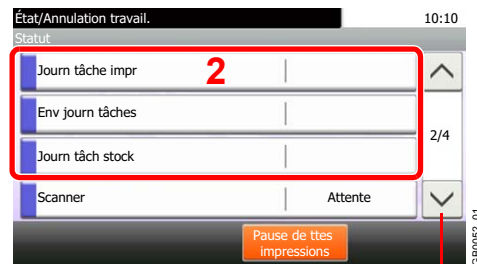 État/Annulation travail. 10:10
Statut
Journ tâche impr 2
Env journ tâches
2/4
Journ tâch stock
Scanner Attente
Pause de ttes
impressions
GB0052_01